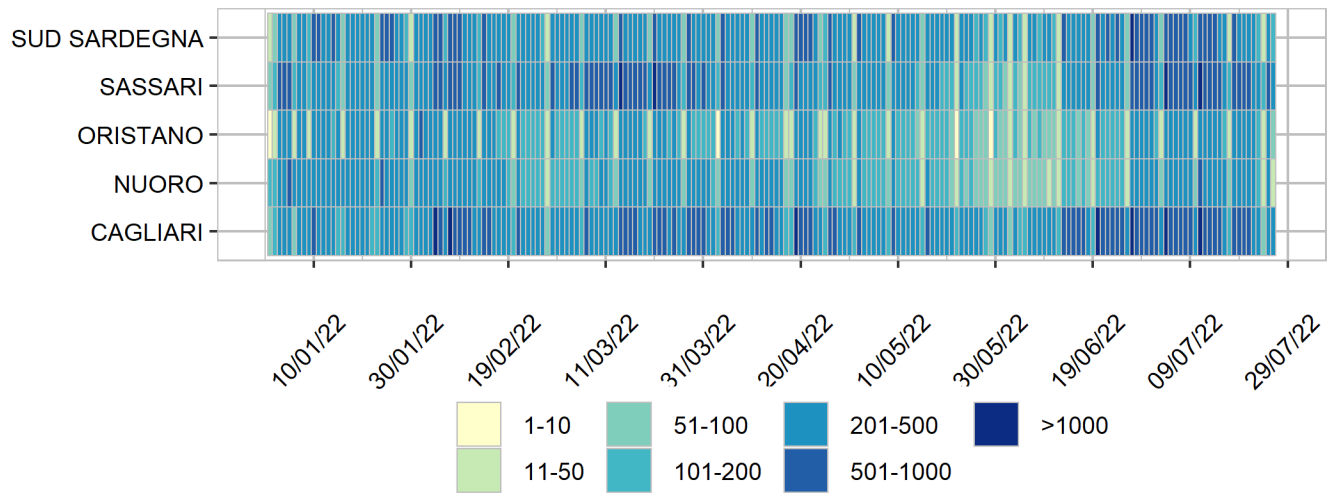 SUD SARDEGNA
SASSARI
ORISTANO
NUORO
CAGLIARI
10/01/22 30/01/22 19/02/22 11/03/22 31/03/22 20/04/22 10/05/22 30/05/22 19/06/22 09/07/22 29/07/22
1-10 51-100 201-500 >1000
11-50 101-200 501-1000